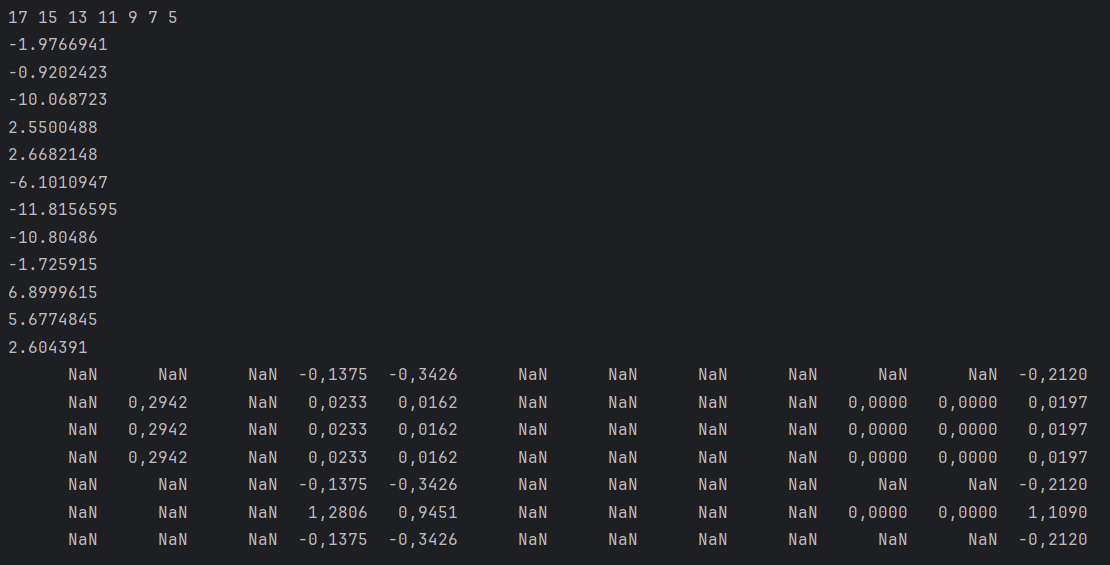 17 15 13 11 9 7 5
-1.9766941
-0.9202423
-10.068723
2.5500488
2.6682148
-6.1010947
-11.8156595
-10.80486
-1.725915
6.8999615
5.6774845
2.604391
NaN NaN NaN -0,1375 -0,3426 NaN NaN NaN NaN NaN NaN -0,2120
NaN 0,2942 NaN 0,0233 0,0162 NaN NaN NaN NaN 0,0000 0,0000 0,0197
NaN 0,2942 NaN 0,0233 0,0162 NaN NaN NaN NaN 0,0000 0,0000 0,0197
NaN 0,2942 NaN 0,0233 0,0162 NaN NaN NaN NaN 0,0000 0,0000 0,0197
NaN NaN NaN -0,1375 -0,3426 NaN NaN NaN NaN NaN NaN -0,2120
NaN NaN NaN 1,2806 0,9451 NaN NaN NaN NaN 0,0000 0,0000 1,1090
NaN NaN NaN -0,1375 -0,3426 NaN NaN NaN NaN NaN NaN -0,2120